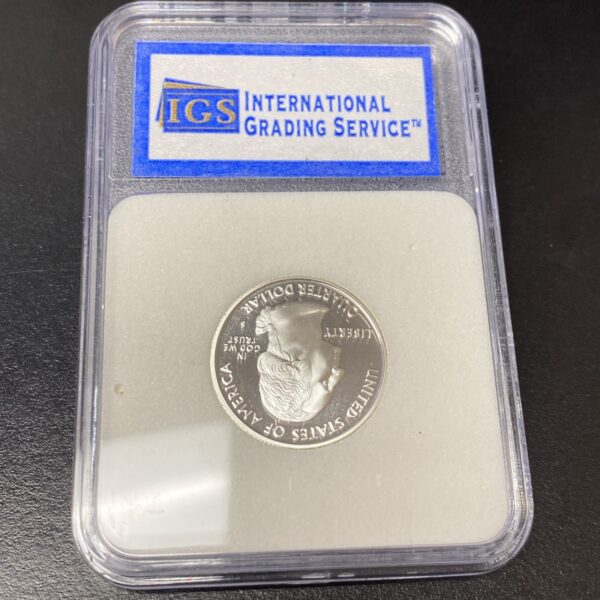 IGS
INTERNATIONAL
GRADING SERVICE™
UNITED STATES OF AMERICA
LIBERTY
IN
GOD WE
TRUST
S
QUARTER DOLLAR